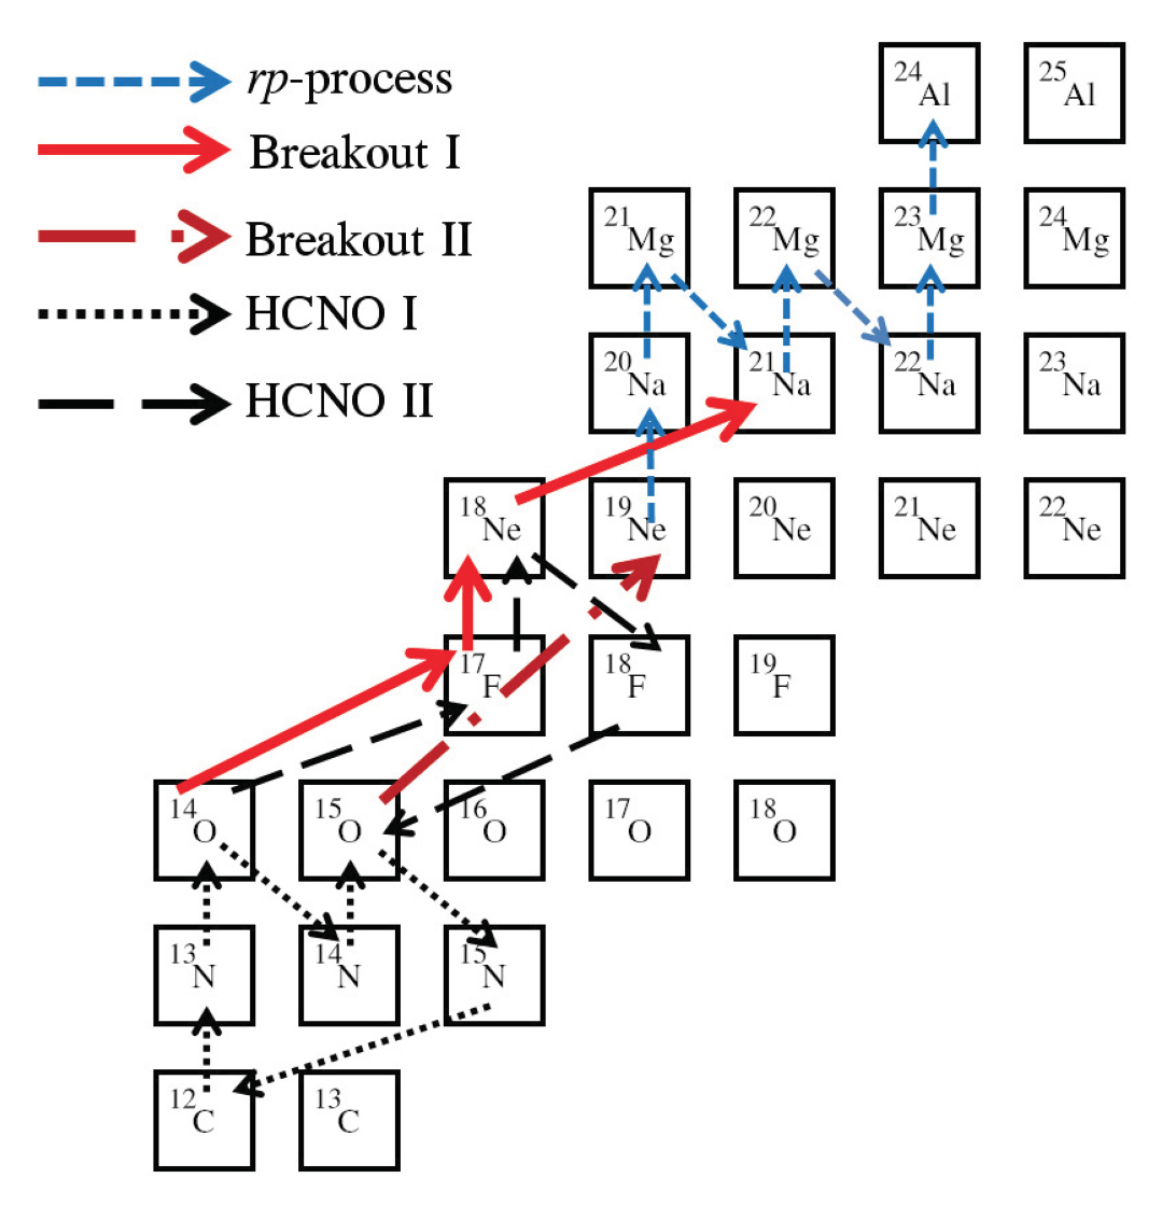 rp-process
Breakout I
Breakout II
HCNO I
HCNO II
24Al 25Al
21Mg 22Mg 23Mg 24Mg
20Na 21Na 22Na 23Na
18Ne 19Ne 20Ne 21Ne 22Ne
17F 18F 19F
14O 15O 16O 17O 18O
13N 14N 15N
12C 13C